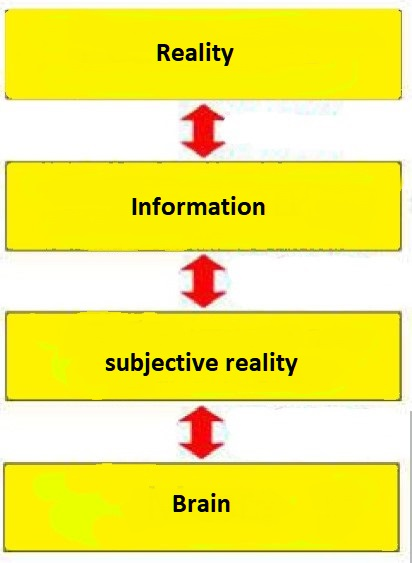 Reality
Information
subjective reality
Brain